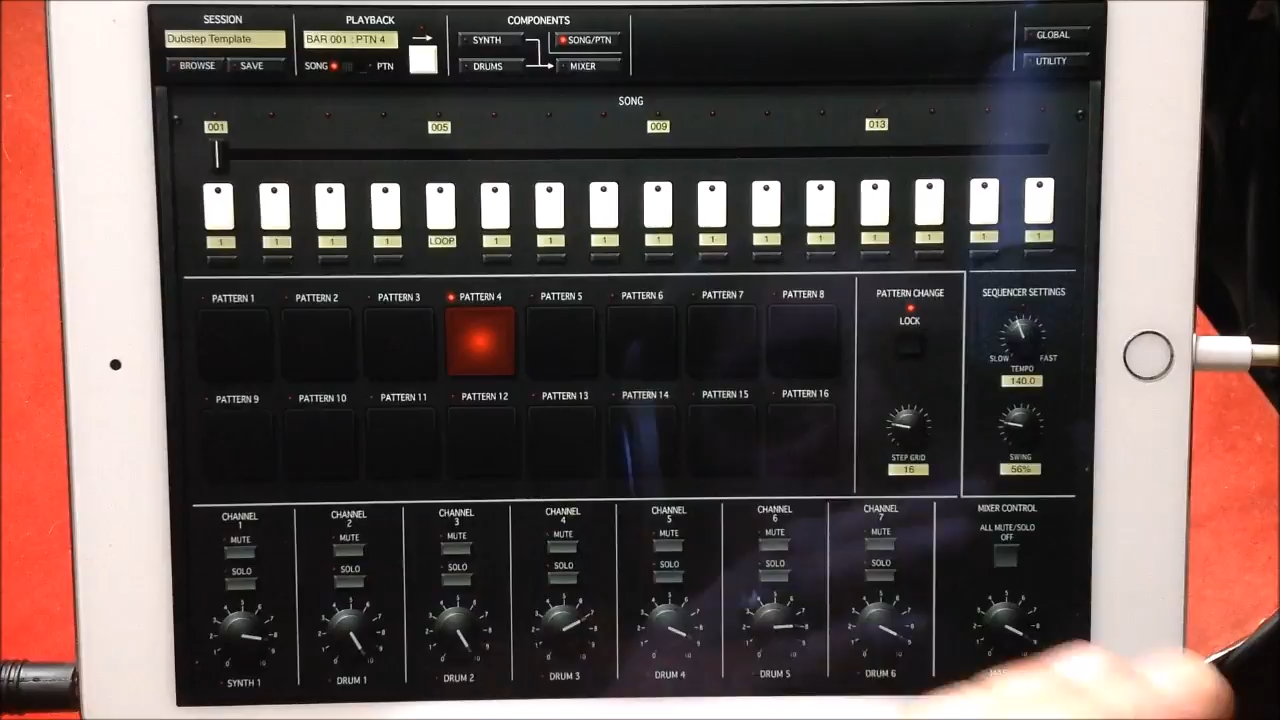 SESSION
Dubstep Template
BROWSE SAVE
PLAYBACK
BAR 001 : PTN 4
SONG PTN
COMPONENTS
SYNTH SONG/PTN
DRUMS MIXER
GLOBAL
UTILITY
SONG
001 005 009 013
1 1 1 1 LOOP 1 1 1 1 1 1 1 1 1 1 1
PATTERN 1 PATTERN 2 PATTERN 3 PATTERN 4 PATTERN 5 PATTERN 6 PATTERN 7 PATTERN 8
PATTERN 9 PATTERN 10 PATTERN 11 PATTERN 12 PATTERN 13 PATTERN 14 PATTERN 15 PATTERN 16
PATTERN CHANGE
LOCK
STEP GRID
16
SEQUENCER SETTINGS
SLOW FAST
TEMPO
140.0
SWING
56%
CHANNEL
1
MUTE
SOLO
SYNTH 1
CHANNEL
2
MUTE
SOLO
DRUM 1
CHANNEL
3
MUTE
SOLO
DRUM 2
CHANNEL
4
MUTE
SOLO
DRUM 3
CHANNEL
5
MUTE
SOLO
DRUM 4
CHANNEL
6
MUTE
SOLO
DRUM 5
CHANNEL
7
MUTE
SOLO
DRUM 6
MIXER CONTROL
ALL MUTE/SOLO
OFF